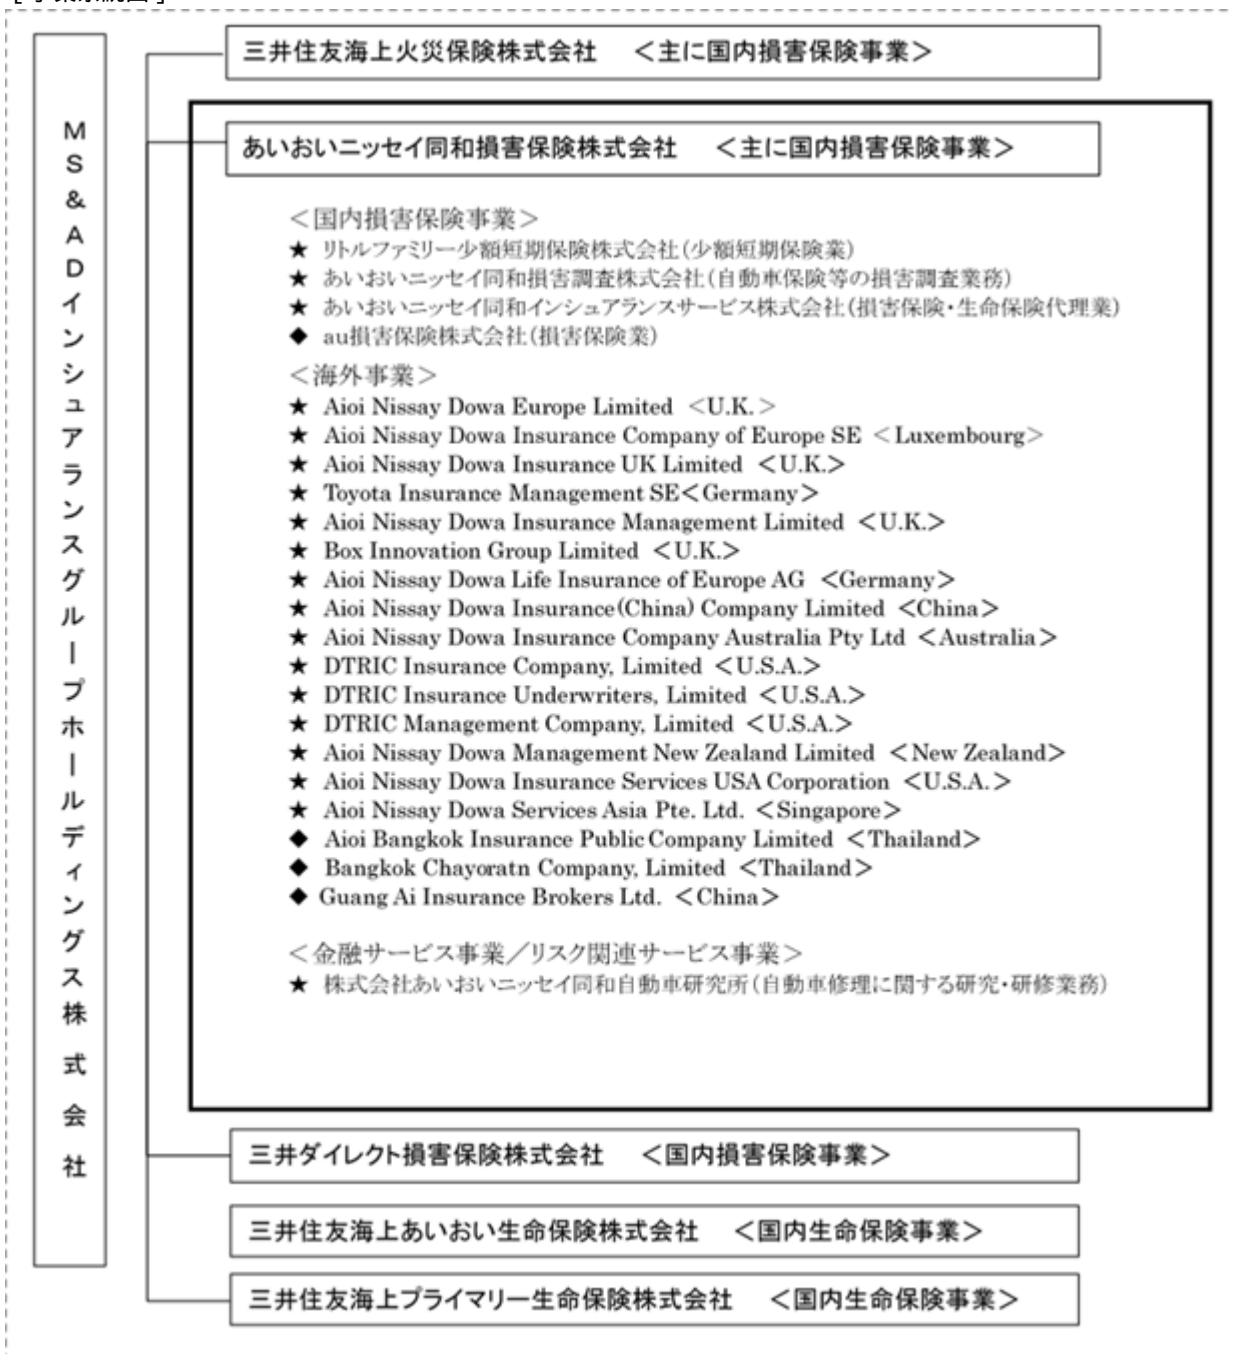 [事業系統図]
MS&ADインシュアランスグループホールディングス株式会社
三井住友海上火災保険株式会社 <主に国内損害保険事業>
あいおいニッセイ同和損害保険株式会社 <主に国内損害保険事業>
<国内損害保険事業>
★ リトルファミリー少額短期保険株式会社(少額短期保険業)
★ あいおいニッセイ同和損害調査株式会社(自動車保険等の損害調査業務)
★ あいおいニッセイ同和インシュアランスサービス株式会社(損害保険・生命保険代理業)
◆ au損害保険株式会社(損害保険業)
<海外事業>
★ Aioi Nissay Dowa Europe Limited <U.K.>
★ Aioi Nissay Dowa Insurance Company of Europe SE <Luxembourg>
★ Aioi Nissay Dowa Insurance UK Limited <U.K.>
★ Toyota Insurance Management SE<Germany>
★ Aioi Nissay Dowa Insurance Management Limited <U.K.>
★ Box Innovation Group Limited <U.K.>
★ Aioi Nissay Dowa Life Insurance of Europe AG <Germany>
★ Aioi Nissay Dowa Insurance(China) Company Limited <China>
★ Aioi Nissay Dowa Insurance Company Australia Pty Ltd <Australia>
★ DTRIC Insurance Company, Limited <U.S.A.>
★ DTRIC Insurance Underwriters, Limited <U.S.A.>
★ DTRIC Management Company, Limited <U.S.A.>
★ Aioi Nissay Dowa Management New Zealand Limited <New Zealand>
★ Aioi Nissay Dowa Insurance Services USA Corporation <U.S.A.>
★ Aioi Nissay Dowa Services Asia Pte. Ltd. <Singapore>
◆ Aioi Bangkok Insurance Public Company Limited <Thailand>
◆ Bangkok Chayoratn Company, Limited <Thailand>
◆ Guang Ai Insurance Brokers Ltd. <China>
<金融サービス事業/リスク関連サービス事業>
★ 株式会社あいおいニッセイ同和自動車研究所(自動車修理に関する研究・研修業務)
三井ダイレクト損害保険株式会社 <国内損害保険事業>
三井住友海上あいおい生命保険株式会社 <国内生命保険事業>
三井住友海上プライマリー生命保険株式会社 <国内生命保険事業>